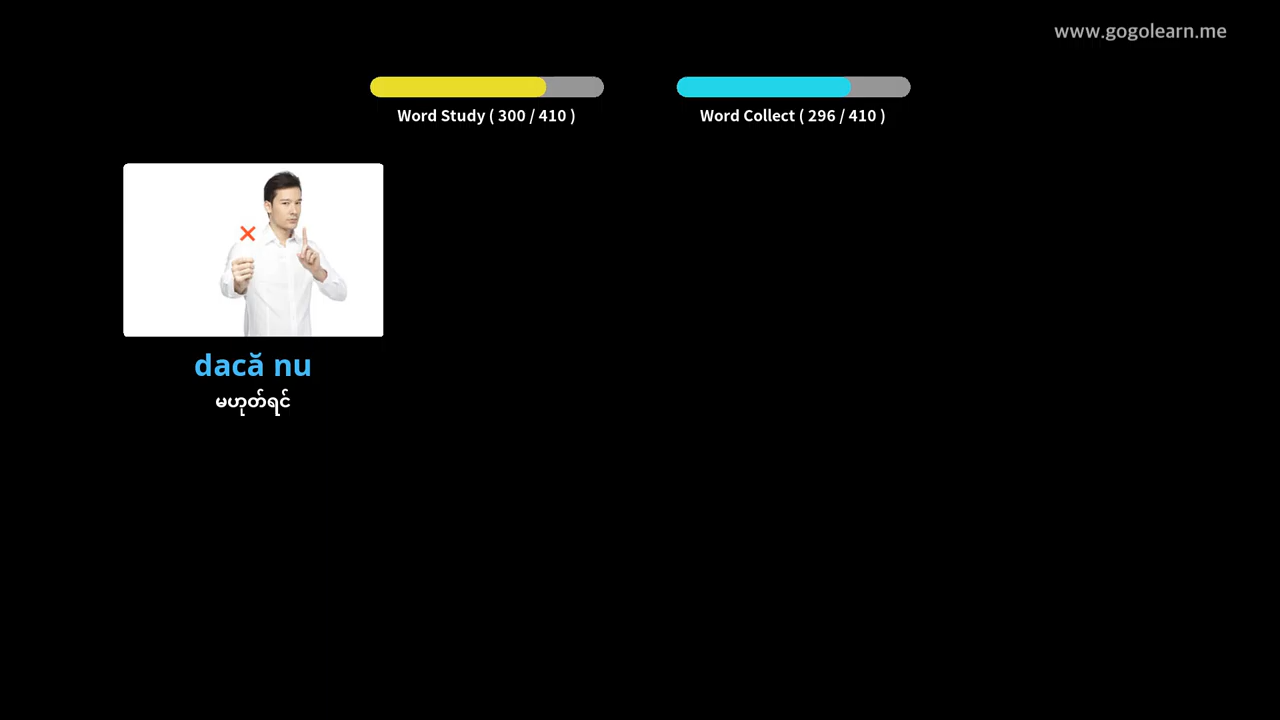 www.gogolearn.me
Word Study ( 300 / 410 )
Word Collect ( 296 / 410 )
dacă nu
မဟုတ်ရင်